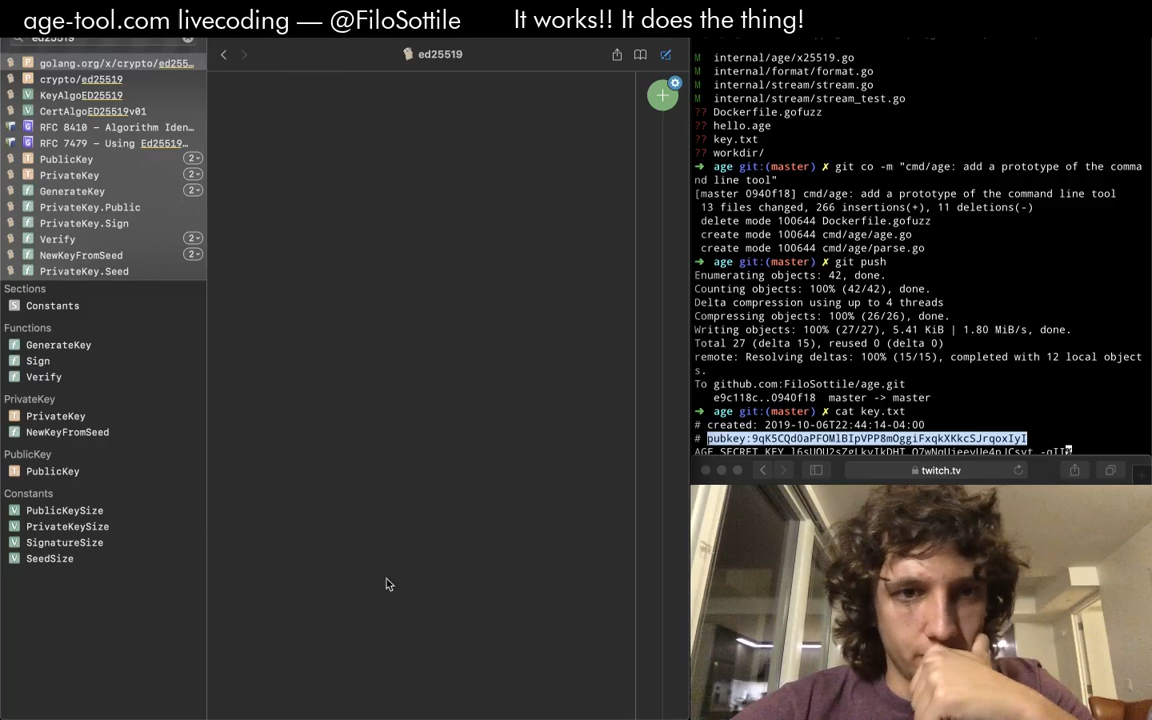 age-tool.com livecoding — @FiloSottile
It works!! It does the thing!
ed25519
golang.org/x/crypto/ed255…
crypto/ed25519
KeyAlgoED25519
CertAlgoED25519v01
RFC 8410 – Algorithm Iden…
RFC 7479 – Using Ed25519…
PublicKey 2
PrivateKey 2
GenerateKey 2
PrivateKey.Public
PrivateKey.Sign
Verify 2
NewKeyFromSeed 2
PrivateKey.Seed
Sections
Constants
Functions
GenerateKey
Sign
Verify
PrivateKey
PrivateKey
NewKeyFromSeed
PublicKey
PublicKey
Constants
PublicKeySize
PrivateKeySize
SignatureSize
SeedSize
ed25519
M internal/age/x25519.go
M internal/format/format.go
M internal/stream/stream.go
M internal/stream/stream_test.go
?? Dockerfile.gofuzz
?? hello.age
?? key.txt
?? workdir/
➜ age git:(master) ✗ git co -m "cmd/age: add a prototype of the comma
nd line tool"
[master 0940f18] cmd/age: add a prototype of the command line tool
13 files changed, 266 insertions(+), 11 deletions(-)
delete mode 100644 Dockerfile.gofuzz
create mode 100644 cmd/age/age.go
create mode 100644 cmd/age/parse.go
➜ age git:(master) ✗ git push
Enumerating objects: 42, done.
Counting objects: 100% (42/42), done.
Delta compression using up to 4 threads
Compressing objects: 100% (26/26), done.
Writing objects: 100% (27/27), 5.41 KiB | 1.80 MiB/s, done.
Total 27 (delta 15), reused 0 (delta 0)
remote: Resolving deltas: 100% (15/15), completed with 12 local object
s.
To github.com:FiloSottile/age.git
e9c118c..0940f18 master -> master
➜ age git:(master) ✗ cat key.txt
# created: 2019-10-06T22:44:14-04:00
# pubkey:9qK5CQdOaPFOMlBIpVPP8mOggiFxqkXKkcSJrqoxIyI
twitch.tv